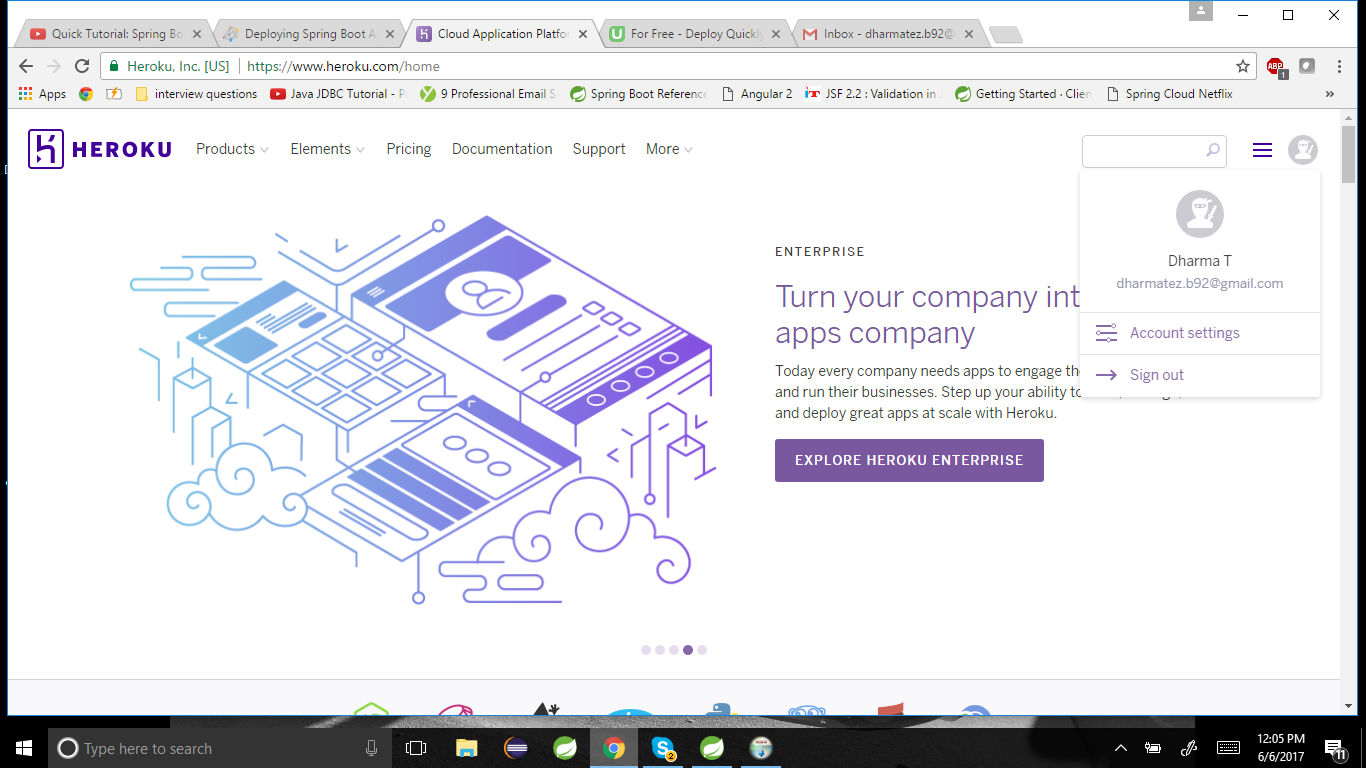 Quick Tutorial: Spring Bo
Deploying Spring Boot A
Cloud Application Platfo
For Free - Deploy Quickly
Inbox - dharmatez.b92@
Heroku, Inc. [US]
https://www.heroku.com/home
ABP
1
Apps
interview questions
Java JDBC Tutorial - P
9 Professional Email S
Spring Boot Reference
Angular 2
JSF 2.2 : Validation in
Getting Started · Clien
Spring Cloud Netflix
»
HEROKU
Products
Elements
Pricing
Documentation
Support
More
Dharma T
dharmatez.b92@gmail.com
Account settings
Sign out
ENTERPRISE
Turn your company int
apps company
Today every company needs apps to engage the
and run their businesses. Step up your ability to
and deploy great apps at scale with Heroku.
EXPLORE HEROKU ENTERPRISE
Type here to search
2
12:05 PM
6/6/2017
11